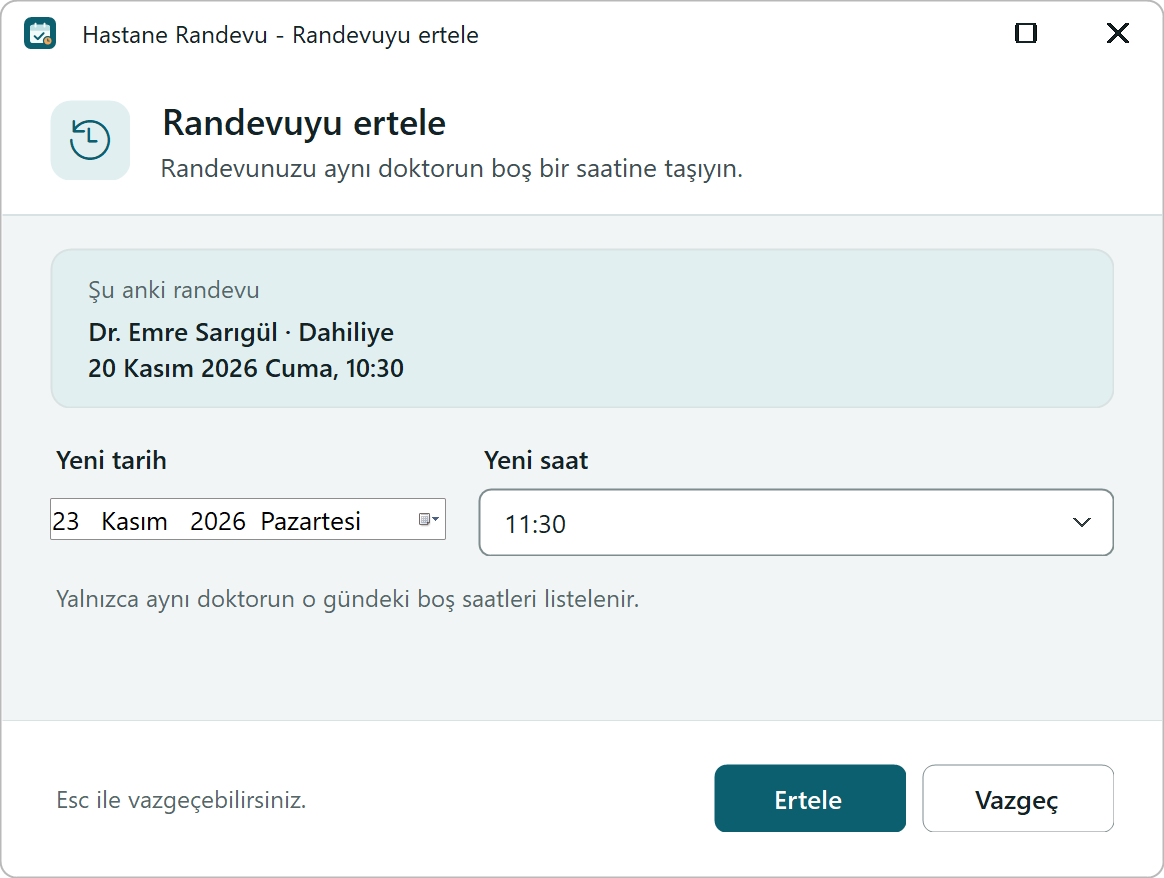 Hastane Randevu - Randevuyu ertele
Randevuyu ertele
Randevunuzu aynı doktorun boş bir saatine taşıyın.
Şu anki randevu
Dr. Emre Sarıgül · Dahiliye
20 Kasım 2026 Cuma, 10:30
Yeni tarih
Yeni saat
23 Kasım 2026 Pazartesi
11:30
Yalnızca aynı doktorun o gündeki boş saatleri listelenir.
Esc ile vazgeçebilirsiniz.
Ertele
Vazgeç